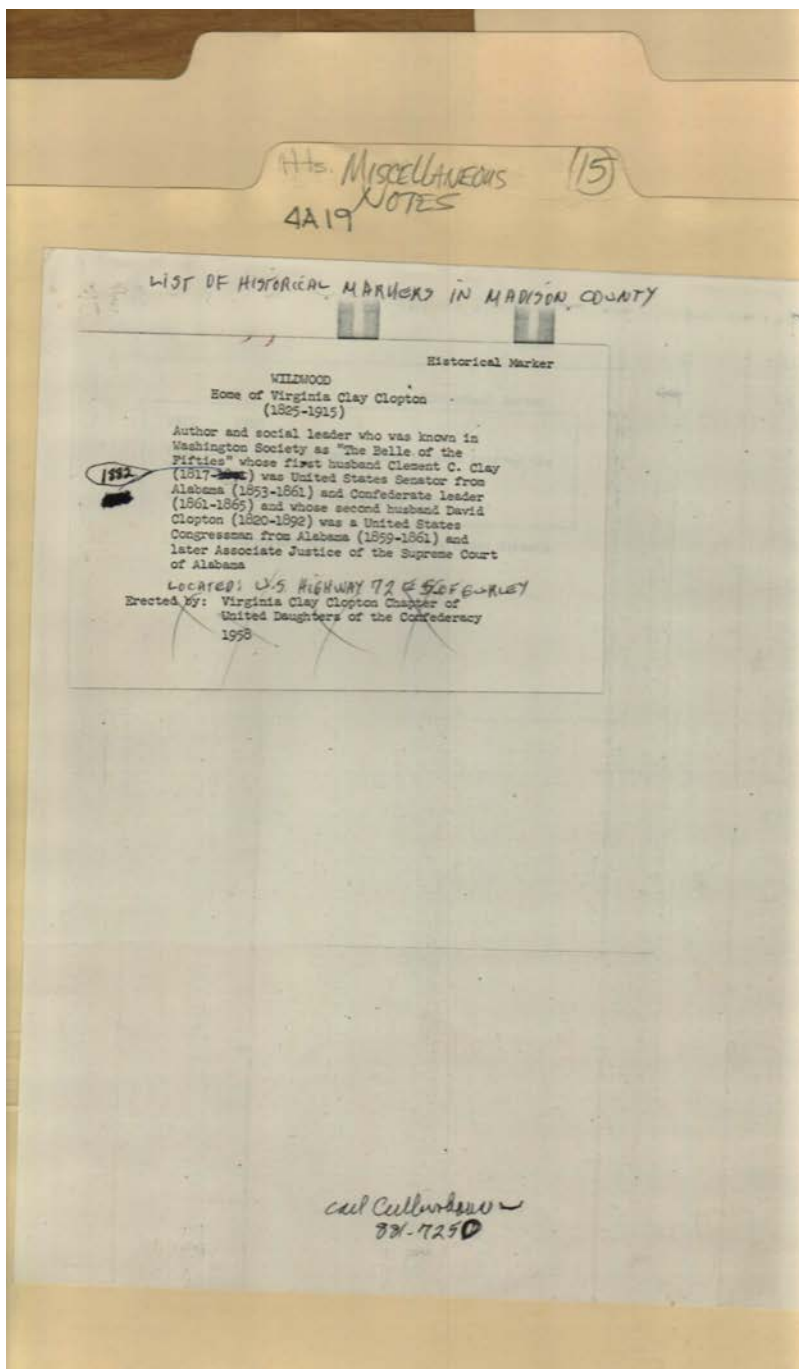 Hts. MISCELLANEOUS 15
NOTES
4A19
LIST OF HISTORICAL MARKERS IN MADISON COUNTY
Historical Marker
WILDWOOD
Home of Virginia Clay Clopton
(1825-1915)
Author and social leader who was known in
Washington Society as "The Belle of the
Fifties" whose first husband Clement C. Clay
1882
(1817- ) was United States Senator from
Alabama (1853-1861) and Confederate leader
(1861-1865) and whose second husband David
Clopton (1820-1892) was a United States
Congressman from Alabama (1859-1861) and
later Associate Justice of the Supreme Court
of Alabama
LOCATED: U.S. HIGHWAY 72 OF GURLEY
Erected by: Virginia Clay Clopton Chapter of
United Daughters of the Confederacy
1958
881-7250